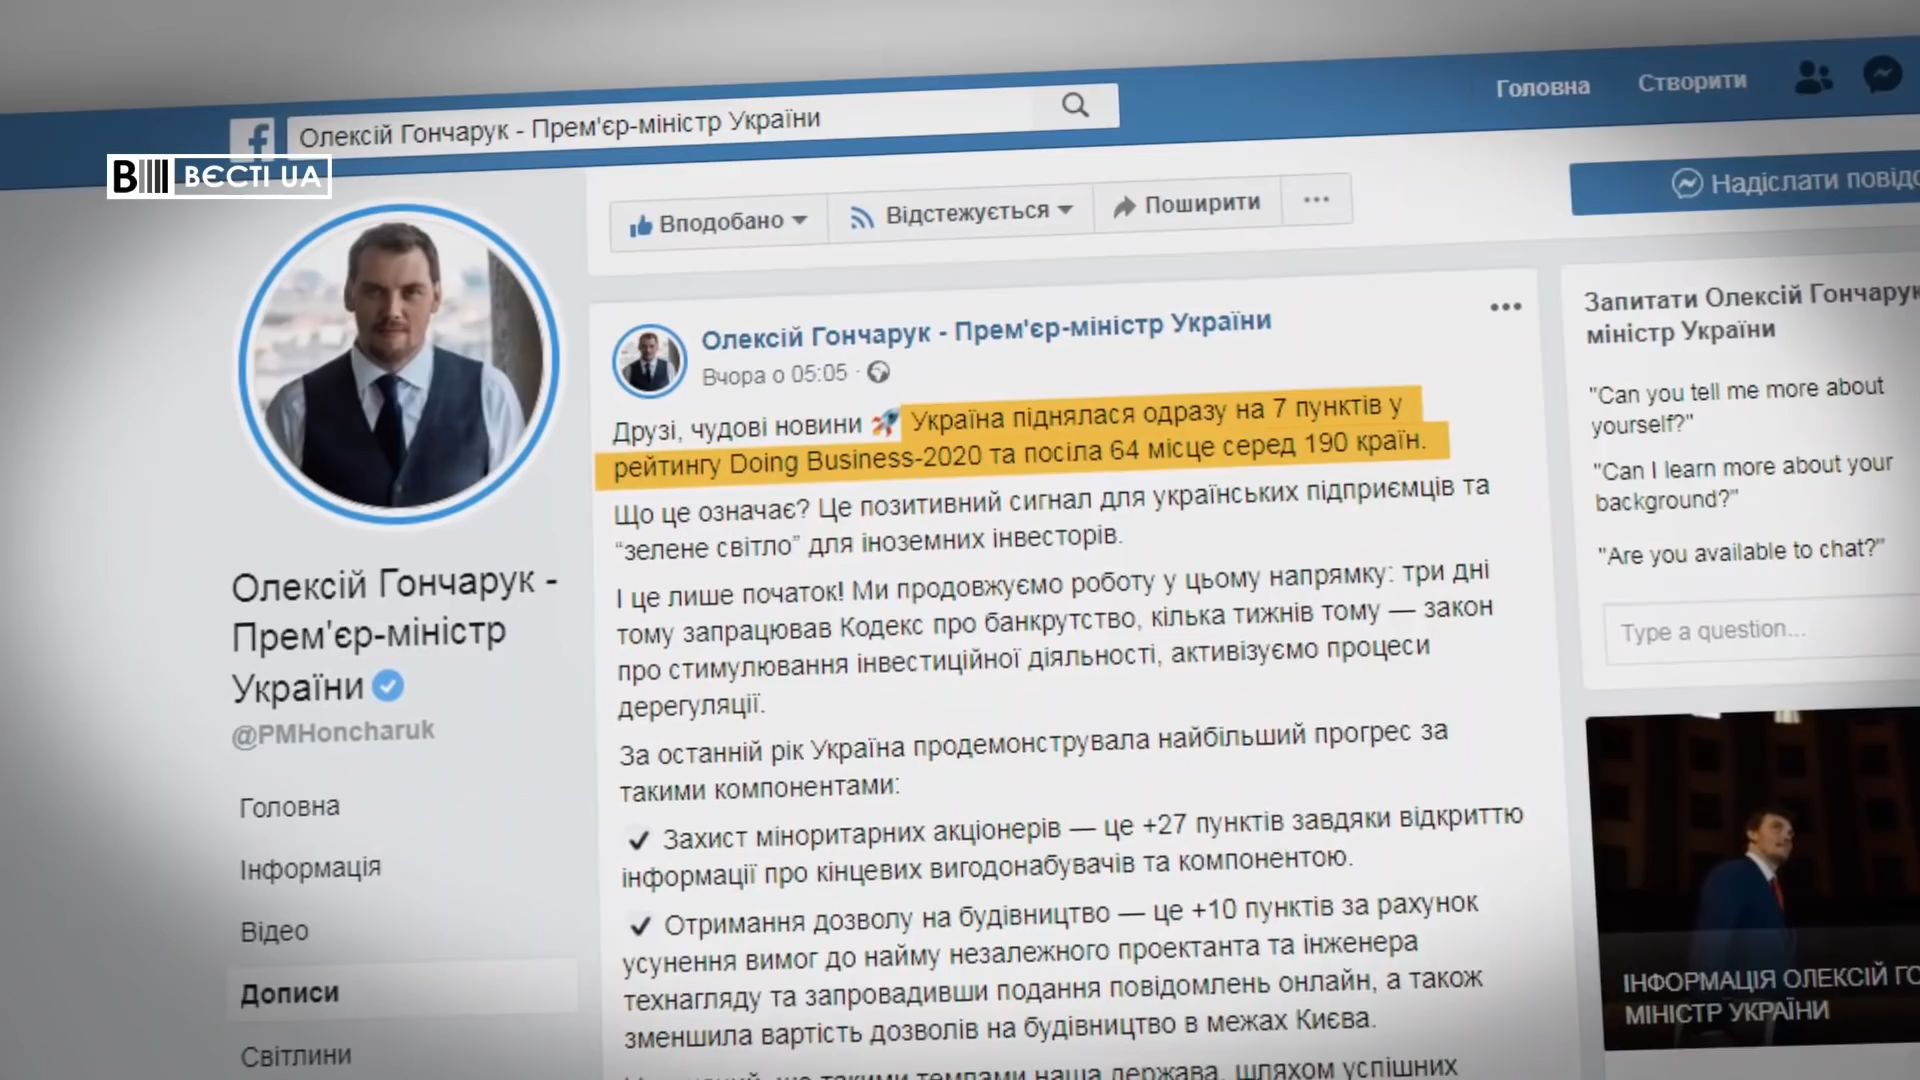 Олексій Гончарук - Прем'єр-міністр України
Головна
Створити
В
ВЄСТІ UA
Вподобано
Відстежується
Поширити
Надіслати
Олексій Гончарук -
Прем'єр-міністр
України
@PMHoncharuk
Головна
Інформація
Відео
Дописи
Світлини
Олексій Гончарук - Прем'єр-міністр України
Вчора о 05:05 ·
Друзі, чудові новини 🚀 Україна піднялася одразу на 7 пунктів у
рейтингу Doing Business-2020 та посіла 64 місце серед 190 країн.
Що це означає? Це позитивний сигнал для українських підприємців та
“зелене світло” для іноземних інвесторів.
І це лише початок! Ми продовжуємо роботу у цьому напрямку: три дні
тому запрацював Кодекс про банкрутство, кілька тижнів тому — закон
про стимулювання інвестиційної діяльності, активізуємо процеси
дерегуляції.
За останній рік Україна продемонструвала найбільший прогрес за
такими компонентами:
✔ Захист міноритарних акціонерів — це +27 пунктів завдяки відкриттю
інформації про кінцевих вигодонабувачів та компонентою.
✔ Отримання дозволу на будівництво — це +10 пунктів за рахунок
усунення вимог до найму незалежного проектанта та інженера
технагляду та запровадивши подання повідомлень онлайн, а також
зменшила вартість дозволів на будівництво в межах Києва.
такими темпами наша держава, шляхом успішних
Запитати Олексій Гончарук
міністр України
"Can you tell me more about
yourself?"
"Can I learn more about your
background?"
"Are you available to chat?"
Type a question...
ІНФОРМАЦІЯ ОЛЕКСІЙ ГО
МІНІСТР УКРАЇНИ